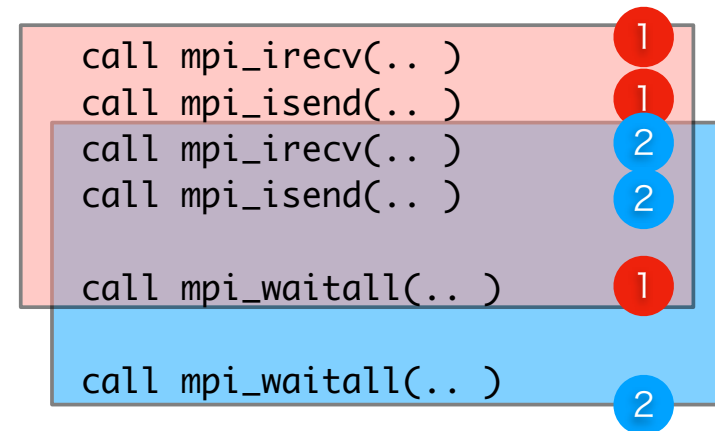 call mpi_irecv(.. ) 1
call mpi_isend(.. ) 1
call mpi_irecv(.. ) 2
call mpi_isend(.. ) 2
call mpi_waitall(.. ) 1
call mpi_waitall(.. ) 2